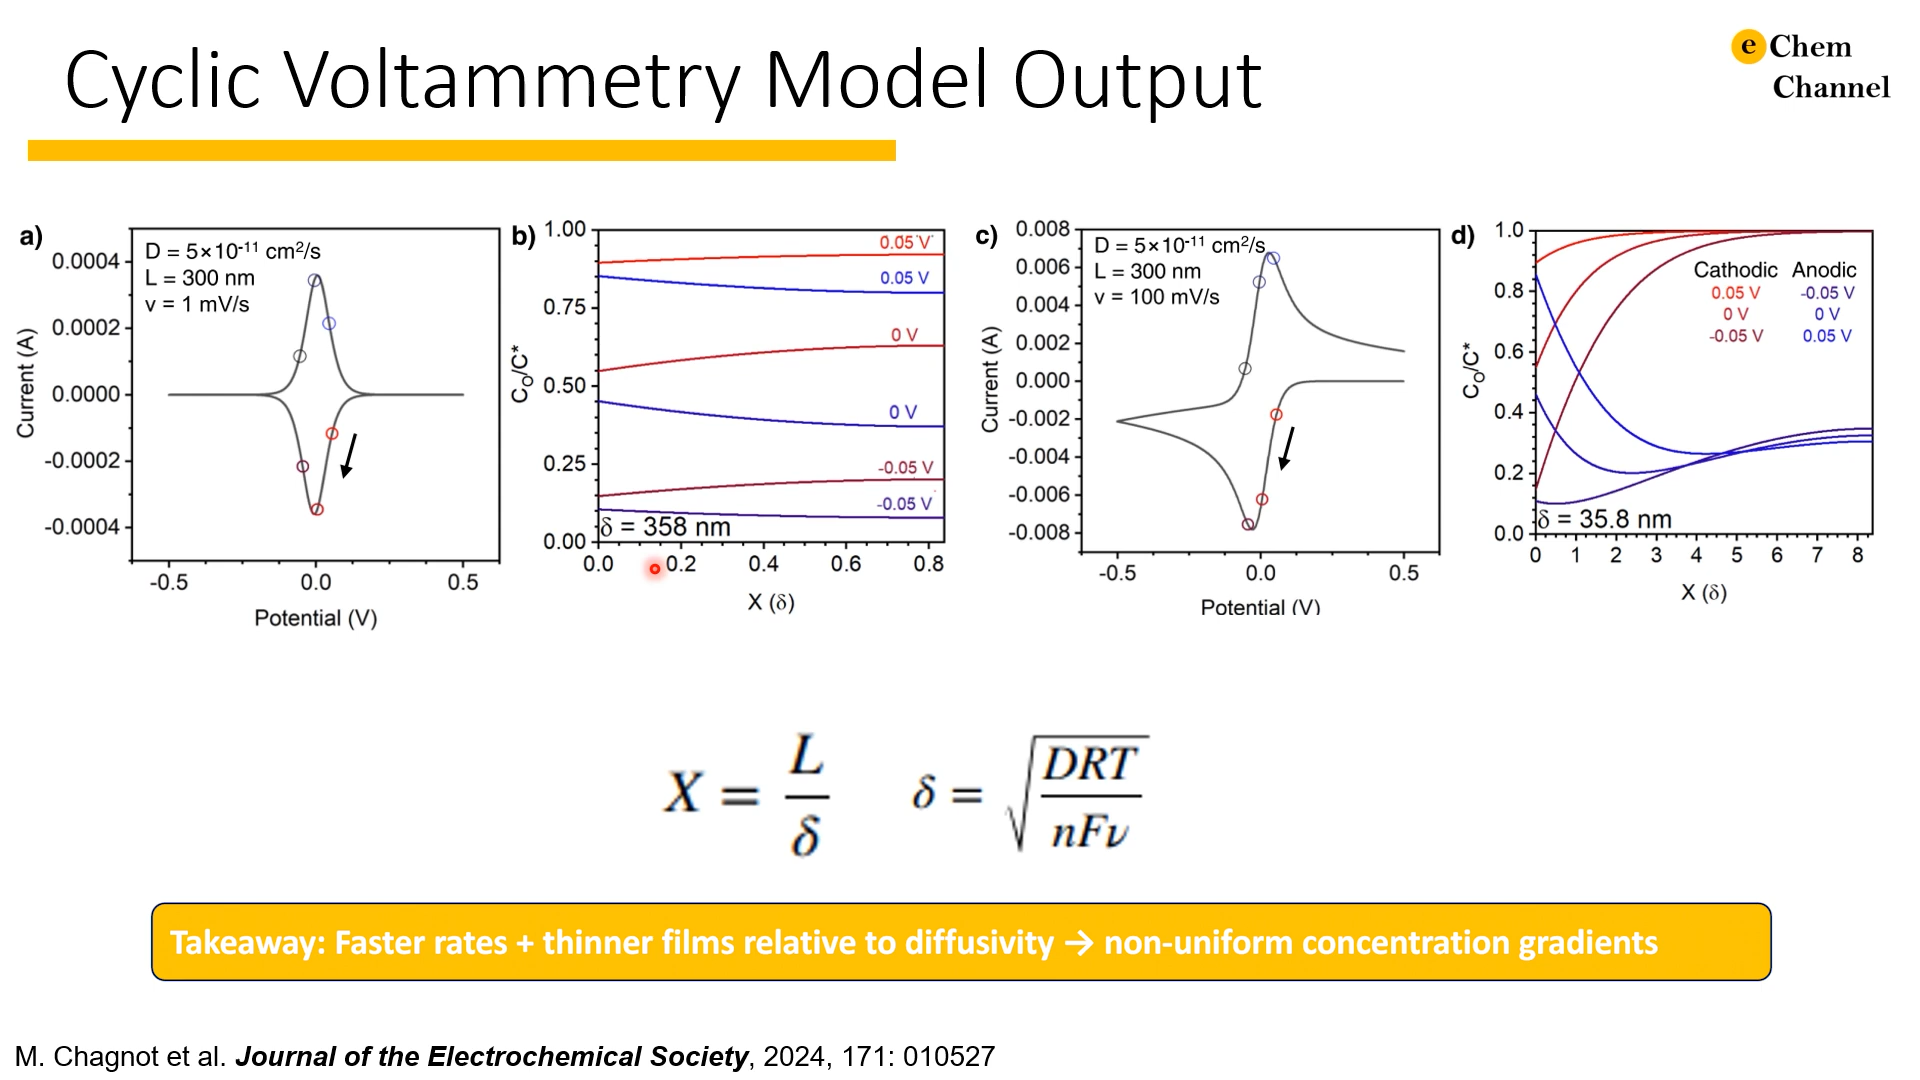 Cyclic Voltammetry Model Output
e Chem
Channel
a)
D = 5×10⁻¹¹ cm²/s
L = 300 nm
v = 1 mV/s
0.0004
0.0002
0.0000
-0.0002
-0.0004
Current (A)
-0.5 0.0 0.5
Potential (V)
b)
1.00
0.75
0.50
0.25
0.00
C₀/C*
0.05 V
0.05 V
0 V
0 V
-0.05 V
-0.05 V
δ = 358 nm
0.0 0.2 0.4 0.6 0.8
X (δ)
c)
D = 5×10⁻¹¹ cm²/s
L = 300 nm
v = 100 mV/s
0.008
0.006
0.004
0.002
0.000
-0.002
-0.004
-0.006
-0.008
Current (A)
-0.5 0.0 0.5
Potential (V)
d)
1.0
0.8
0.6
0.4
0.2
0.0
C₀/C*
Cathodic Anodic
0.05 V -0.05 V
0 V 0 V
-0.05 V 0.05 V
δ = 35.8 nm
0 1 2 3 4 5 6 7 8
X (δ)
X = L/δ δ = √(DRT/nFν)
Takeaway: Faster rates + thinner films relative to diffusivity → non-uniform concentration gradients
M. Chagnot et al. Journal of the Electrochemical Society, 2024, 171: 010527